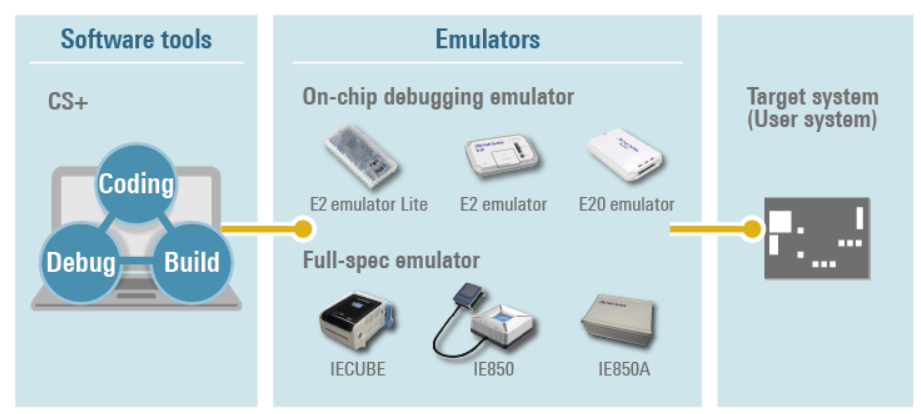 Software tools
CS+
Coding
Debug
Build
Emulators
On-chip debugging emulator
E2 emulator Lite
E2 emulator
E20 emulator
Full-spec emulator
IECUBE
IE850
IE850A
Target system
(User system)